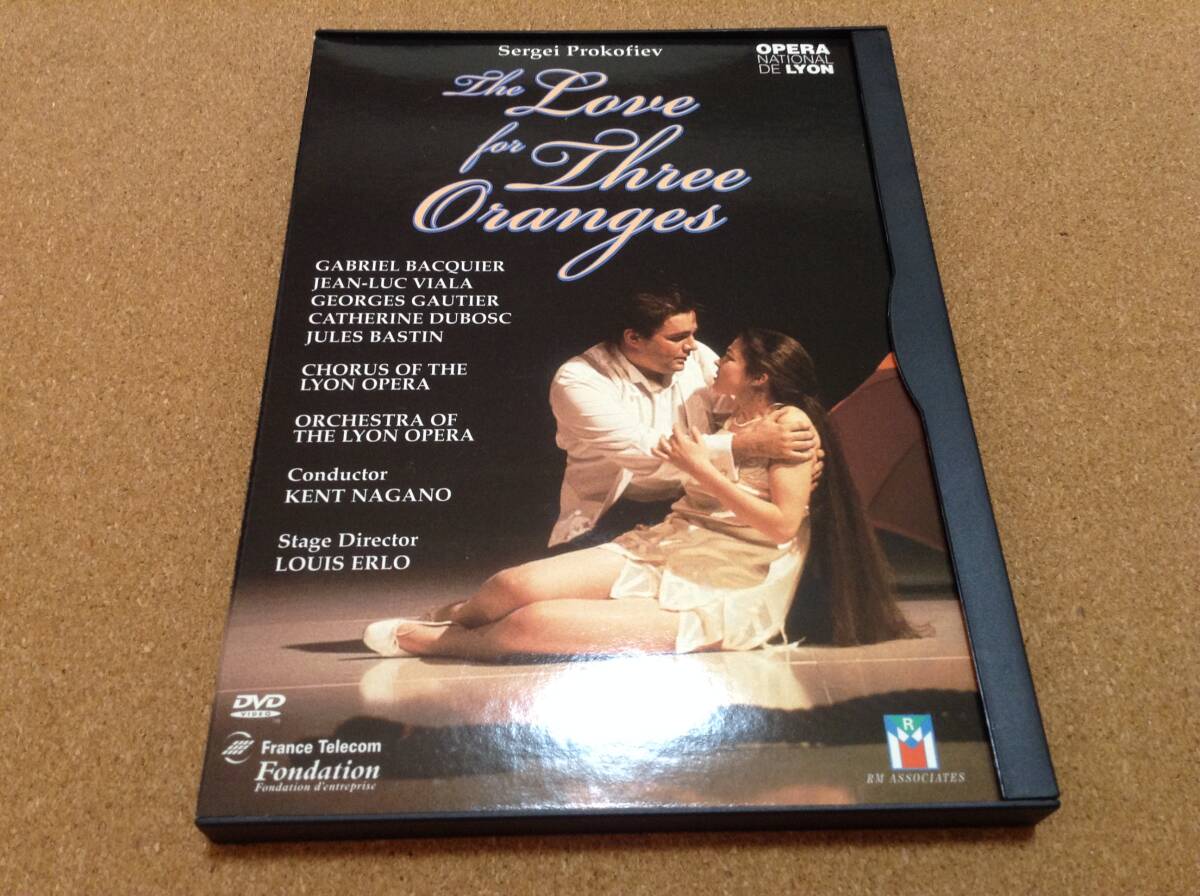 Sergei Prokofiev
OPERA
NATIONAL
DE LYON
The Love
for Three
Oranges
GABRIEL BACQUIER
JEAN-LUC VIALA
GEORGES GAUTIER
CATHERINE DUBOSC
JULES BASTIN
CHORUS OF THE
LYON OPERA
ORCHESTRA OF
THE LYON OPERA
Conductor
KENT NAGANO
Stage Director
LOUIS ERLO
DVD
VIDEO
France Telecom
Fondation
Fondation d'entreprise
R
M
RM ASSOCIATES